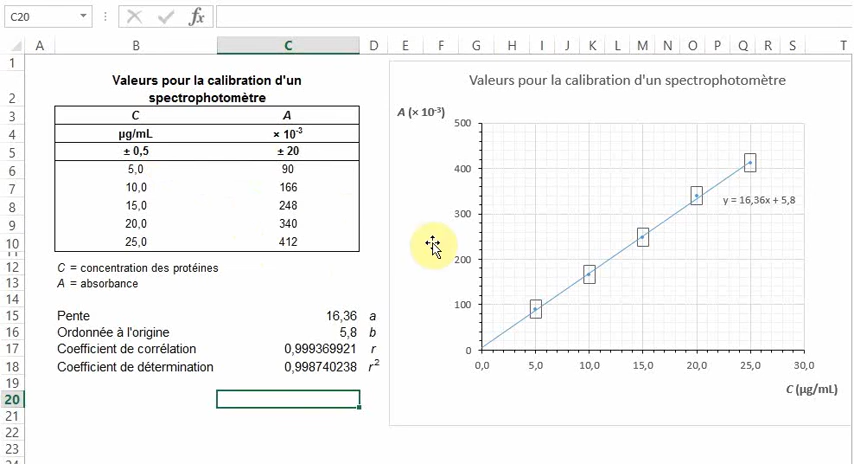 C20
fx
A B C D E F G H I J K L M N O P Q R S T
1
Valeurs pour la calibration d'un
2 spectrophotomètre
3 C A
4 µg/mL × 10-3
5 ± 0,5 ± 20
6 5,0 90
7 10,0 166
8 15,0 248
9 20,0 340
10 25,0 412
11
12 C = concentration des protéines
13 A = absorbance
14
15 Pente 16,36 a
16 Ordonnée à l'origine 5,8 b
17 Coefficient de corrélation 0,999369921 r
18 Coefficient de détermination 0,998740238 r2
19
20
21
22
23
24
Valeurs pour la calibration d'un spectrophotomètre
A (× 10-3)
500
400
y = 16,36x + 5,8
300
200
100
0
0,0 5,0 10,0 15,0 20,0 25,0 30,0
C (µg/mL)